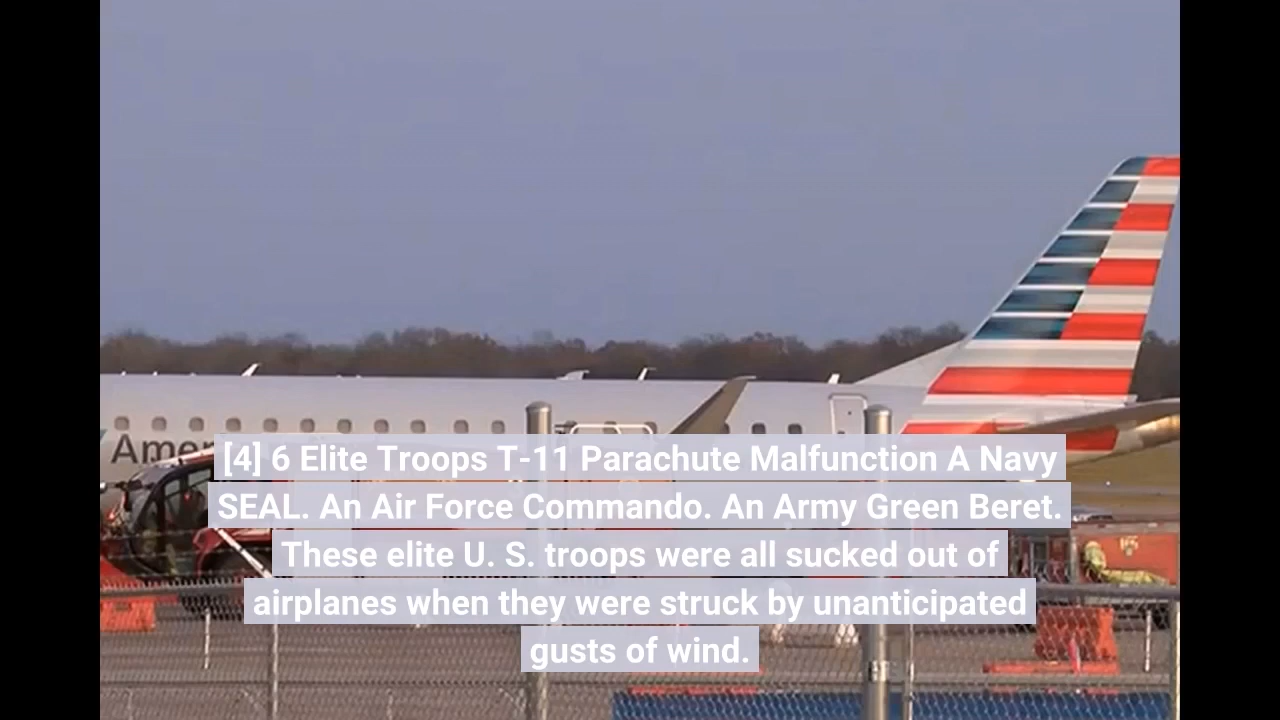 Amer
[4] 6 Elite Troops T-11 Parachute Malfunction A Navy
SEAL. An Air Force Commando. An Army Green Beret.
These elite U. S. troops were all sucked out of
airplanes when they were struck by unanticipated
gusts of wind.